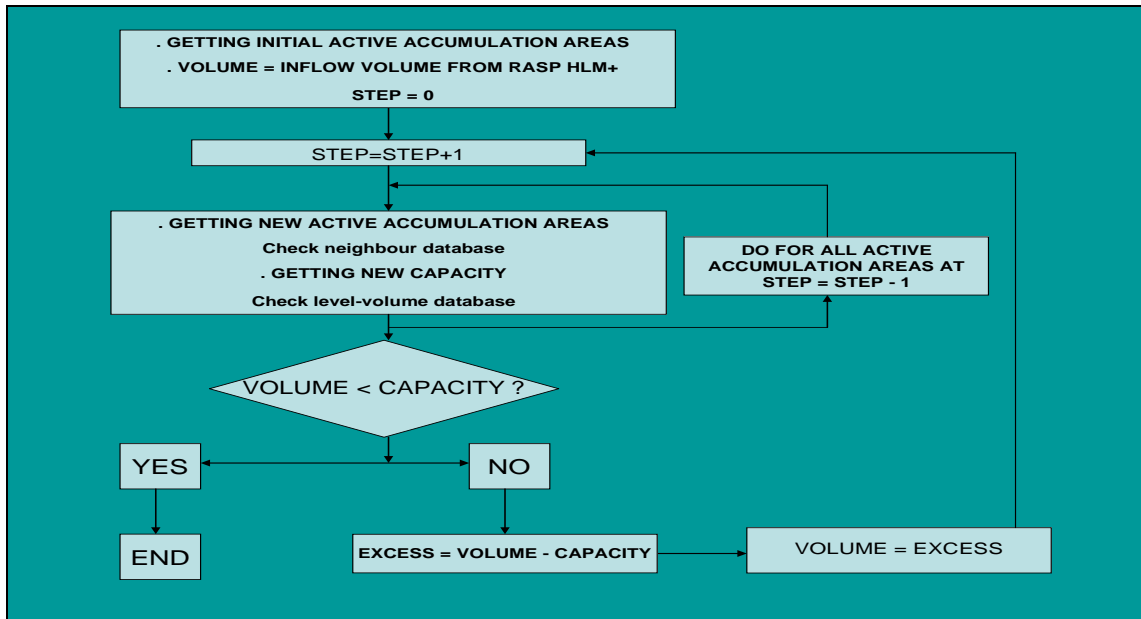 . GETTING INITIAL ACTIVE ACCUMULATION AREAS
. VOLUME = INFLOW VOLUME FROM RASP HLM+
STEP = 0
STEP=STEP+1
. GETTING NEW ACTIVE ACCUMULATION AREAS
Check neighbour database
. GETTING NEW CAPACITY
Check level-volume database
DO FOR ALL ACTIVE
ACCUMULATION AREAS AT
STEP = STEP - 1
VOLUME < CAPACITY ?
YES
NO
END
EXCESS = VOLUME - CAPACITY
VOLUME = EXCESS